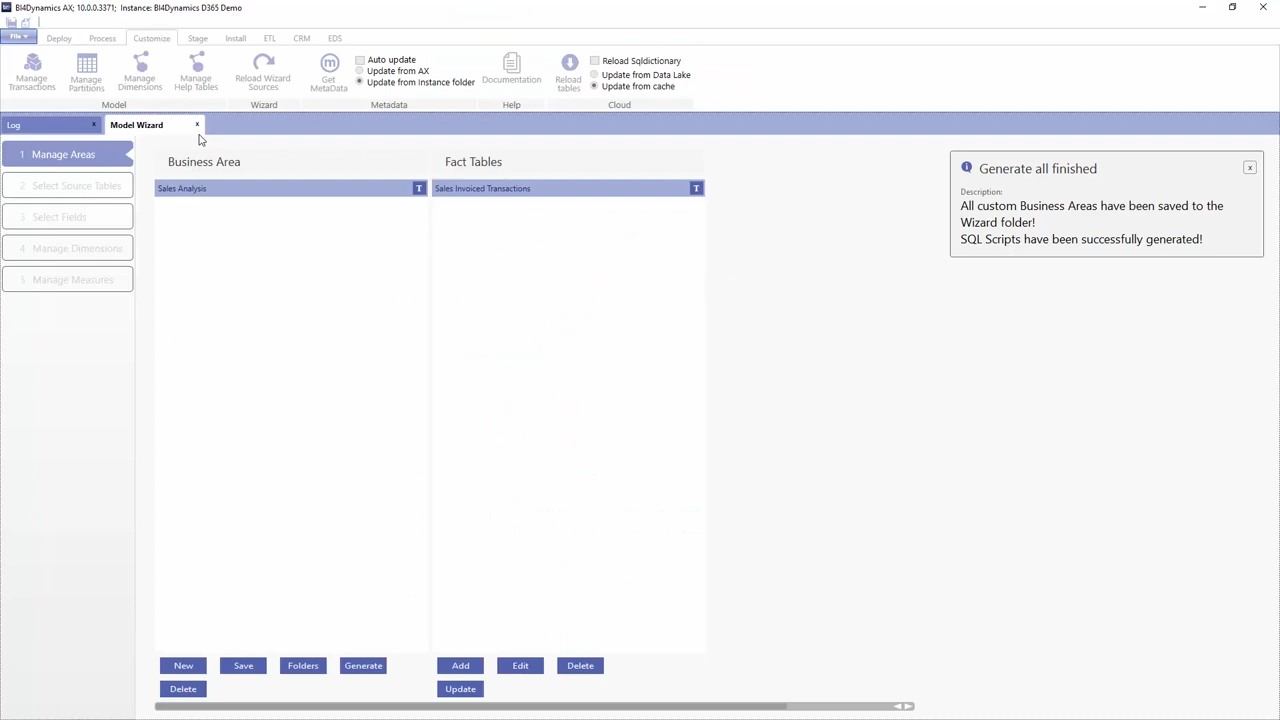 BI4Dynamics AX; 10.0.0.3371; Instance: BI4Dynamics D365 Demo
File
Deploy
Process
Customize
Stage
Install
ETL
CRM
EDS
Manage Transactions
Manage Partitions
Manage Dimensions
Manage Help Tables
Model
Reload Wizard Sources
Wizard
Get MetaData
Auto update
Update from AX
Update from Instance folder
Metadata
Documentation
Help
Reload tables
Reload Sqldictionary
Update from Data Lake
Update from cache
Cloud
Log x
Model Wizard x
1 Manage Areas
2 Select Source Tables
3 Select Fields
4 Manage Dimensions
5 Manage Measures
Business Area
Sales Analysis T
Fact Tables
Sales Invoiced Transactions T
Generate all finished x
Description:
All custom Business Areas have been saved to the
Wizard folder!
SQL Scripts have been successfully generated!
New
Save
Folders
Generate
Delete
Add
Edit
Delete
Update